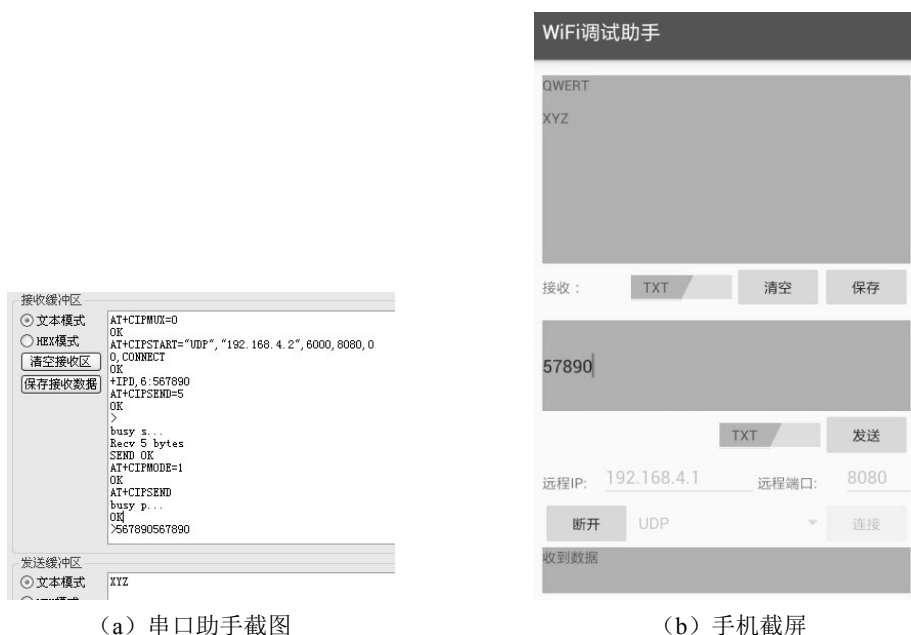 接收缓冲区
文本模式
HEX模式
清空接收区
保存接收数据
AT+CIPMUX=0
OK
AT+CIPSTART="UDP","192.168.4.2",6000,8080,0
0,CONNECT
OK
+IPD,6:567890
AT+CIPSEND=5
OK
>
busy s...
Recv 5 bytes
SEND OK
AT+CIPMODE=1
OK
AT+CIPSEND
busy p...
OK
>567890567890
发送缓冲区
文本模式
XYZ
(a)串口助手截图
WiFi调试助手
QWERT
XYZ
接收: TXT 清空 保存
57890
TXT 发送
远程IP: 192.168.4.1 远程端口: 8080
断开 UDP 连接
收到数据
(b)手机截屏